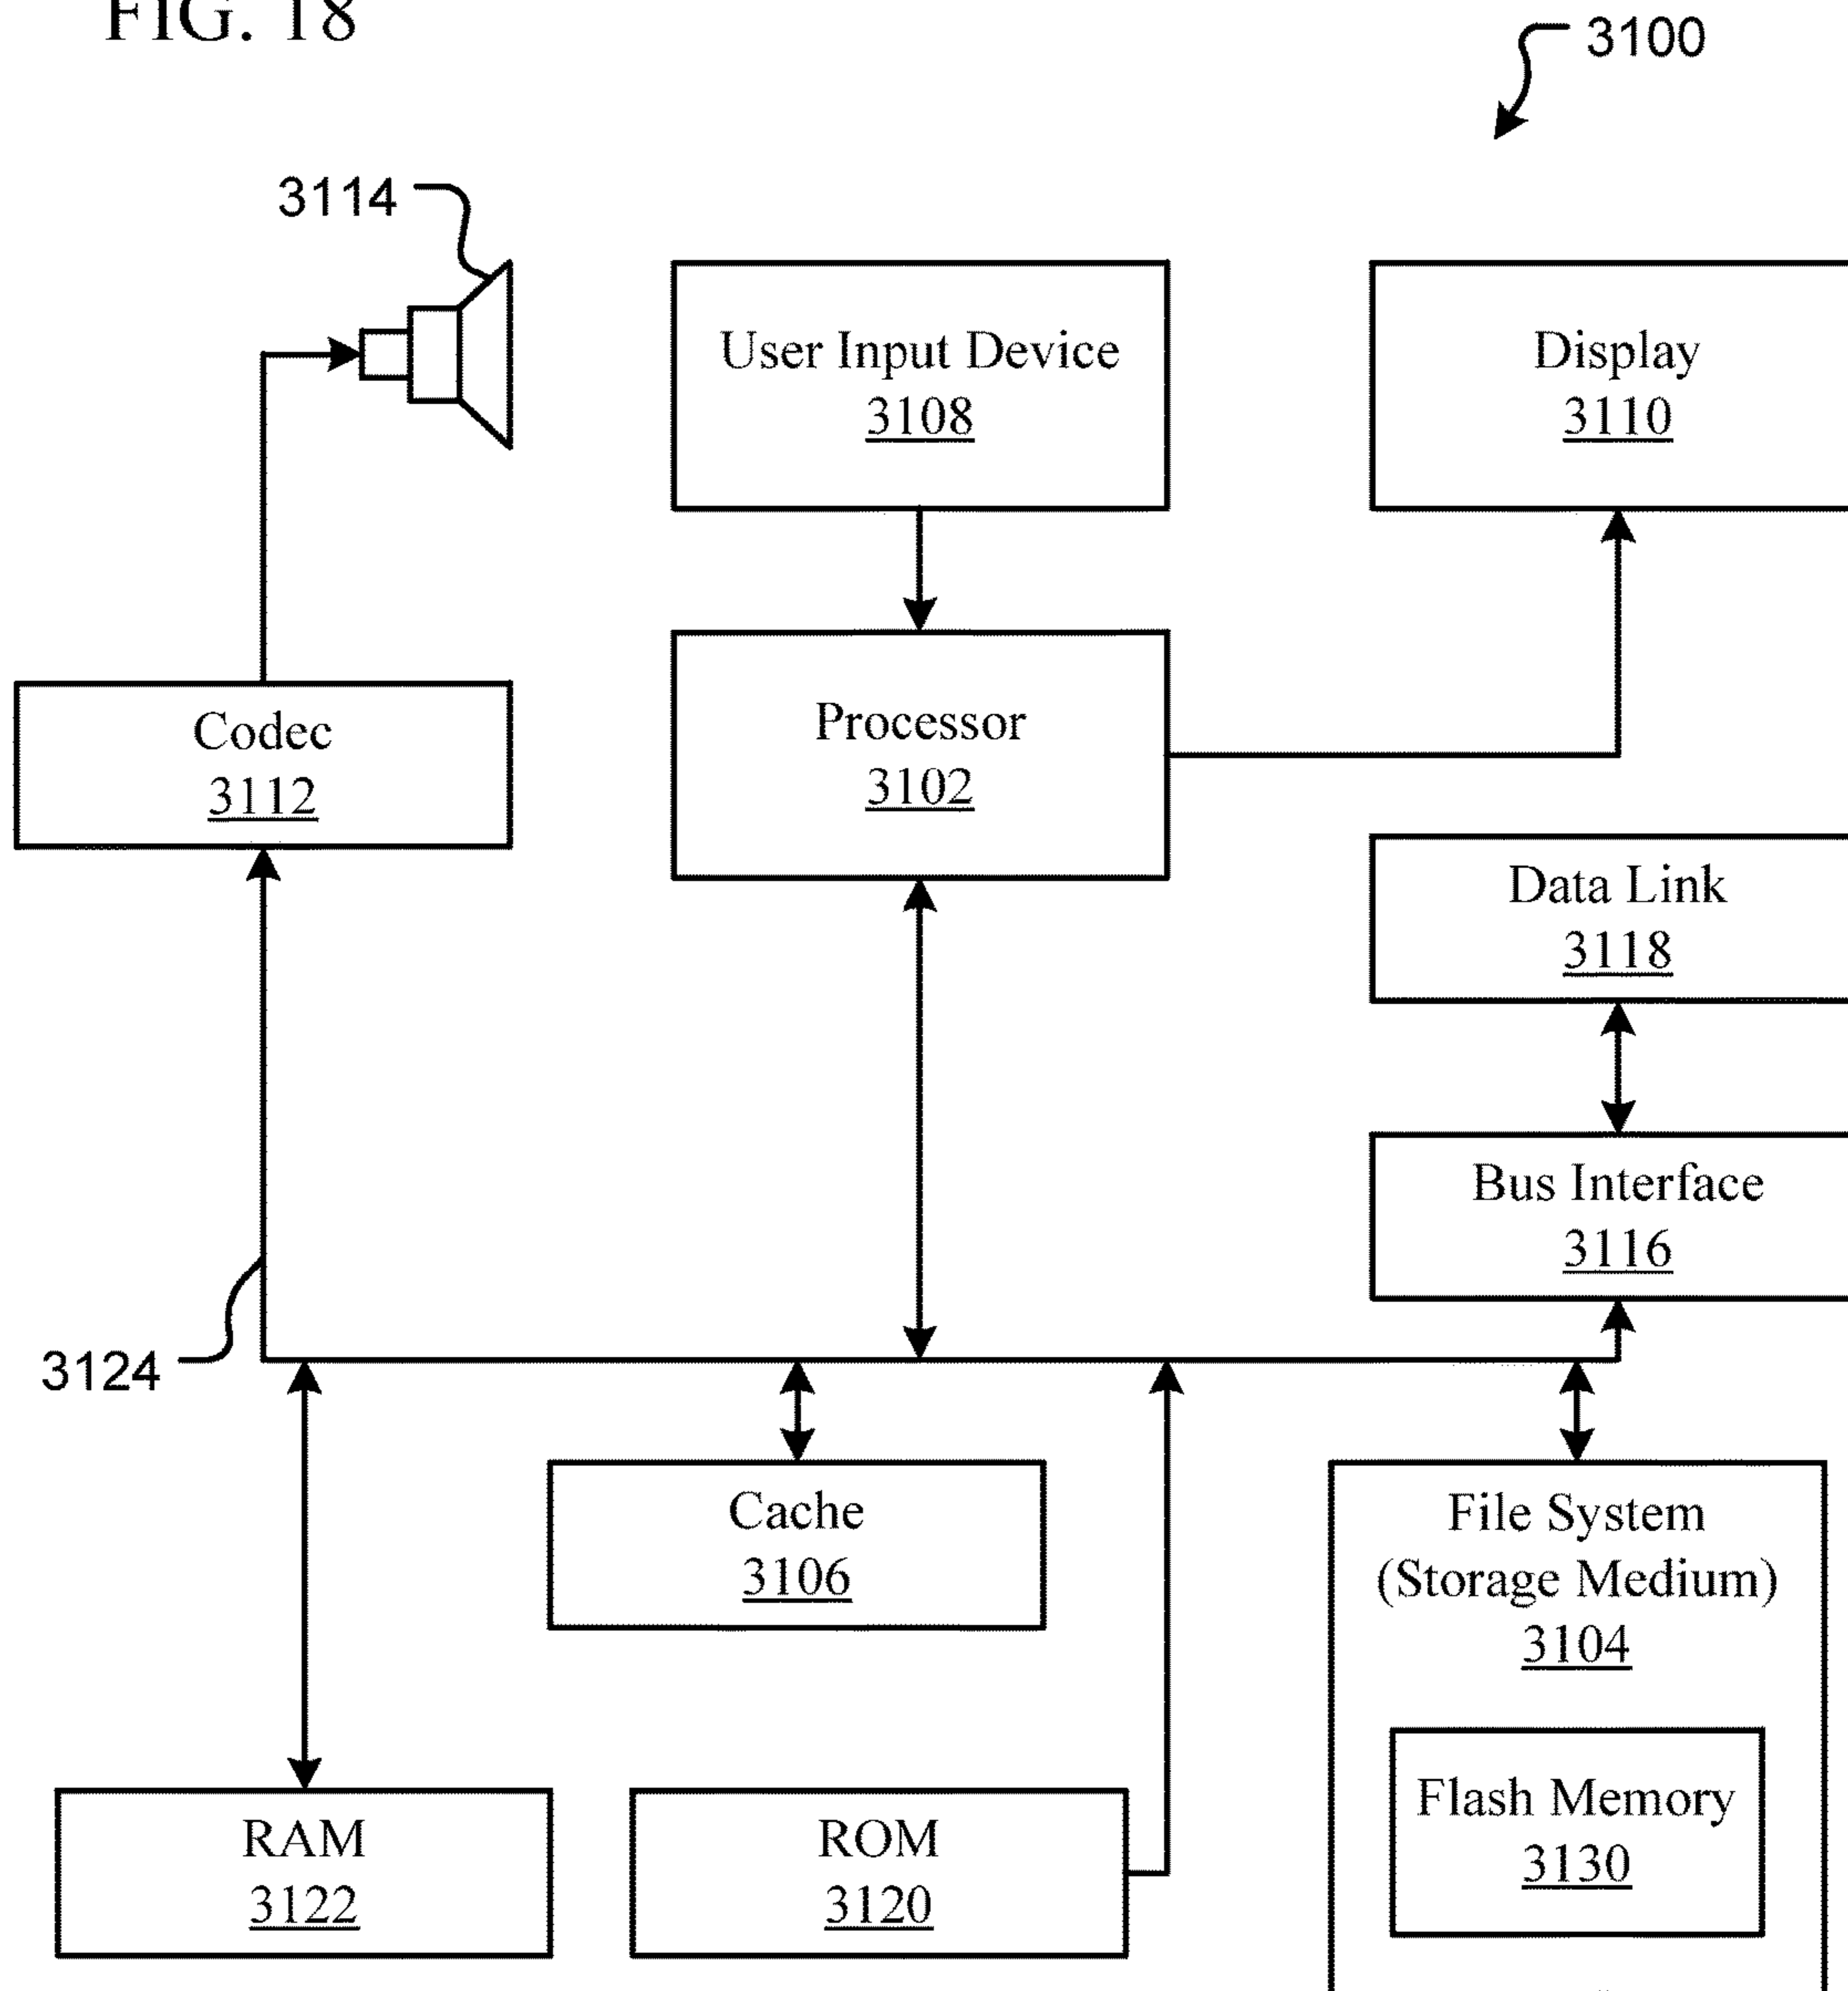 FIG. 18
3100
3114
User Input Device
3108
Display
3110
Codec
3112
Processor
3102
Data Link
3118
Bus Interface
3116
3124
Cache
3106
File System
(Storage Medium)
3104
Flash Memory
3130
RAM
3122
ROM
3120